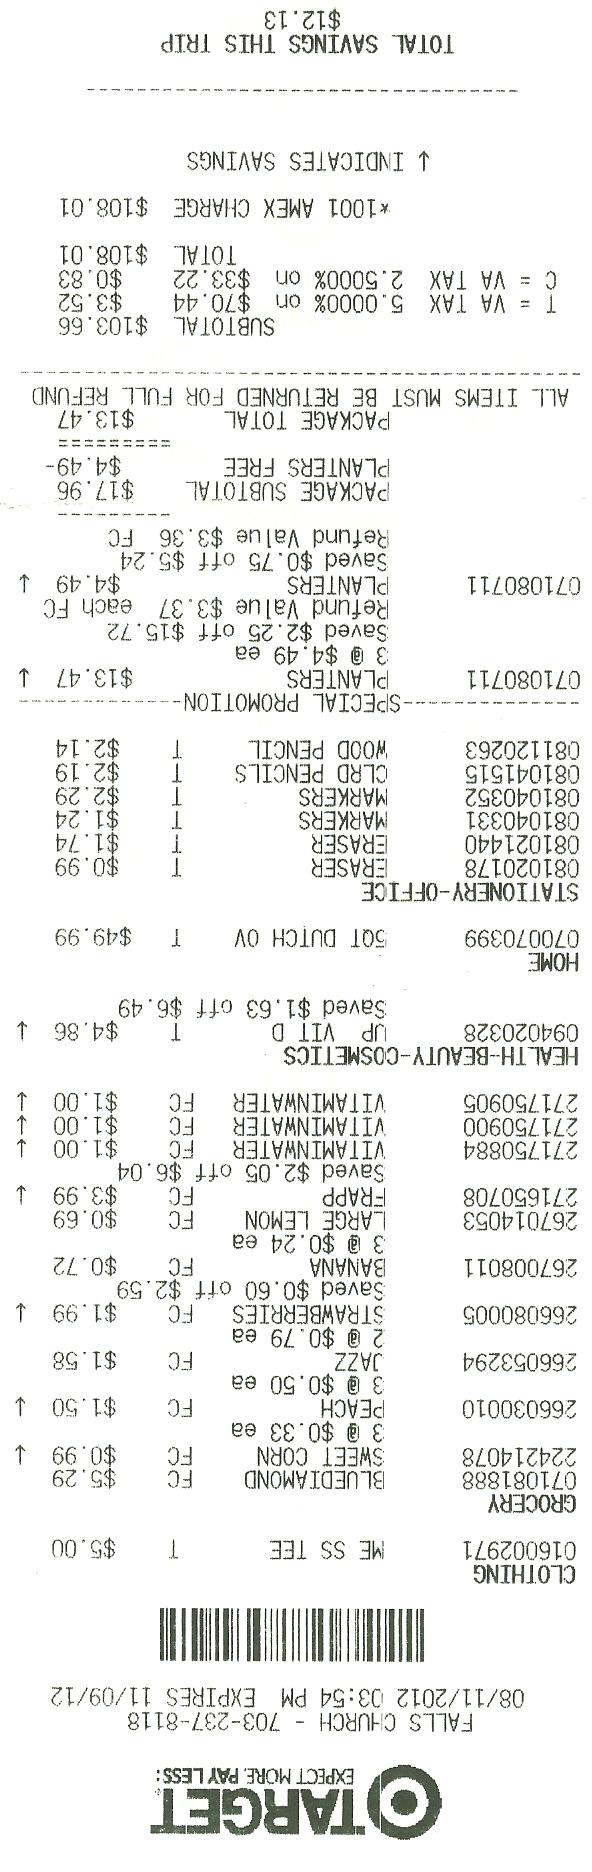 TARGET
EXPECT MORE. PAY LESS.
FALLS CHURCH - 703-237-8118
08/11/2012 03:54 PM EXPIRES 11/09/12
CLOTHING
016002971 ME SS TEE T $5.00
GROCERY
071081888 BLUEDIAMOND FC $5.29
224214078 SWEET CORN FC $0.99 ↓
3 @ $0.33 ea
266030010 PEACH FC $1.50 ↓
3 @ $0.50 ea
266053294 JAZZ FC $1.58
2 @ $0.79 ea
266080005 STRAWBERRIES FC $1.99 ↓
Saved $0.60 off $2.59
267008011 BANANA FC $0.72
3 @ $0.24 ea
267014053 LARGE LEMON FC $0.69
271650708 FRAPP FC $3.99 ↓
Saved $2.05 off $6.04
271750884 VITAMINWATER FC $1.00 ↓
271750900 VITAMINWATER FC $1.00 ↓
271750905 VITAMINWATER FC $1.00 ↓
HEALTH-BEAUTY-COSMETICS
094020328 UP VIT D T $4.86 ↓
Saved $1.63 off $6.49
HOME
070070399 5QT DUTCH OV T $49.99
STATIONERY-OFFICE
081020178 ERASER T $0.99
081021440 ERASER T $1.74
081040331 MARKERS T $1.24
081040352 MARKERS T $2.29
081041515 CLRD PENCILS T $2.19
081120263 WOOD PENCIL T $2.14
---------------SPECIAL PROMOTION---------------
071080711 PLANTERS $13.47 ↓
3 @ $4.49 ea
Saved $2.25 off $15.72
Refund Value $3.37 each FC
071080711 PLANTERS $4.49 ↓
Saved $0.75 off $5.24
Refund Value $3.36 FC
---------
PACKAGE SUBTOTAL $17.96
PLANTERS FREE $4.49-
=========
PACKAGE TOTAL $13.47
ALL ITEMS MUST BE RETURNED FOR FULL REFUND
SUBTOTAL $103.66
T = VA TAX 5.0000% on $70.44 $3.52
C = VA TAX 2.5000% on $33.22 $0.83
TOTAL $108.01
*1001 AMEX CHARGE $108.01
↓ INDICATES SAVINGS
TOTAL SAVINGS THIS TRIP
$12.13